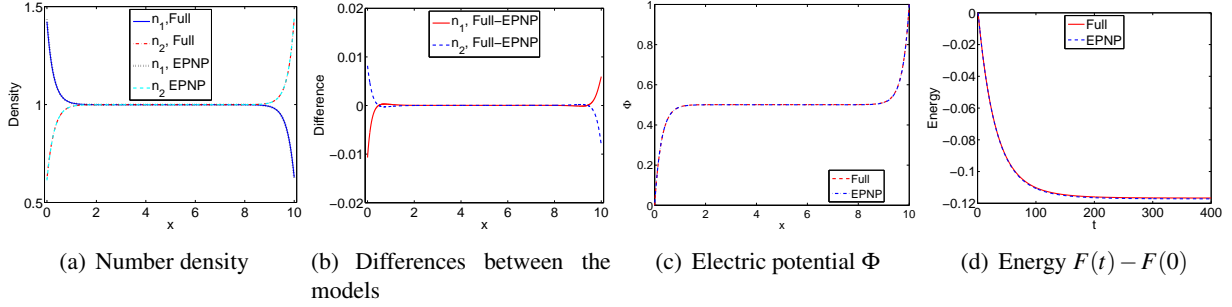 1.5
1
0.5
Density
0 2 4 6 8 10
x
n1,Full
n2, Full
n1, EPNP
n2 EPNP
0.02
0.01
0
−0.01
−0.02
Difference
0 2 4 6 8 10
x
n1, Full−EPNP
n2, Full−EPNP
1
0.8
0.6
0.4
0.2
0
Φ
0 2 4 6 8 10
x
Full
EPNP
0
−0.02
−0.04
−0.06
−0.08
−0.1
−0.12
Energy
0 100 200 300 400
t
Full
EPNP
(a) Number density
(b) Differences between the
models
(c) Electric potential Φ
(d) Energy F(t) − F(0)